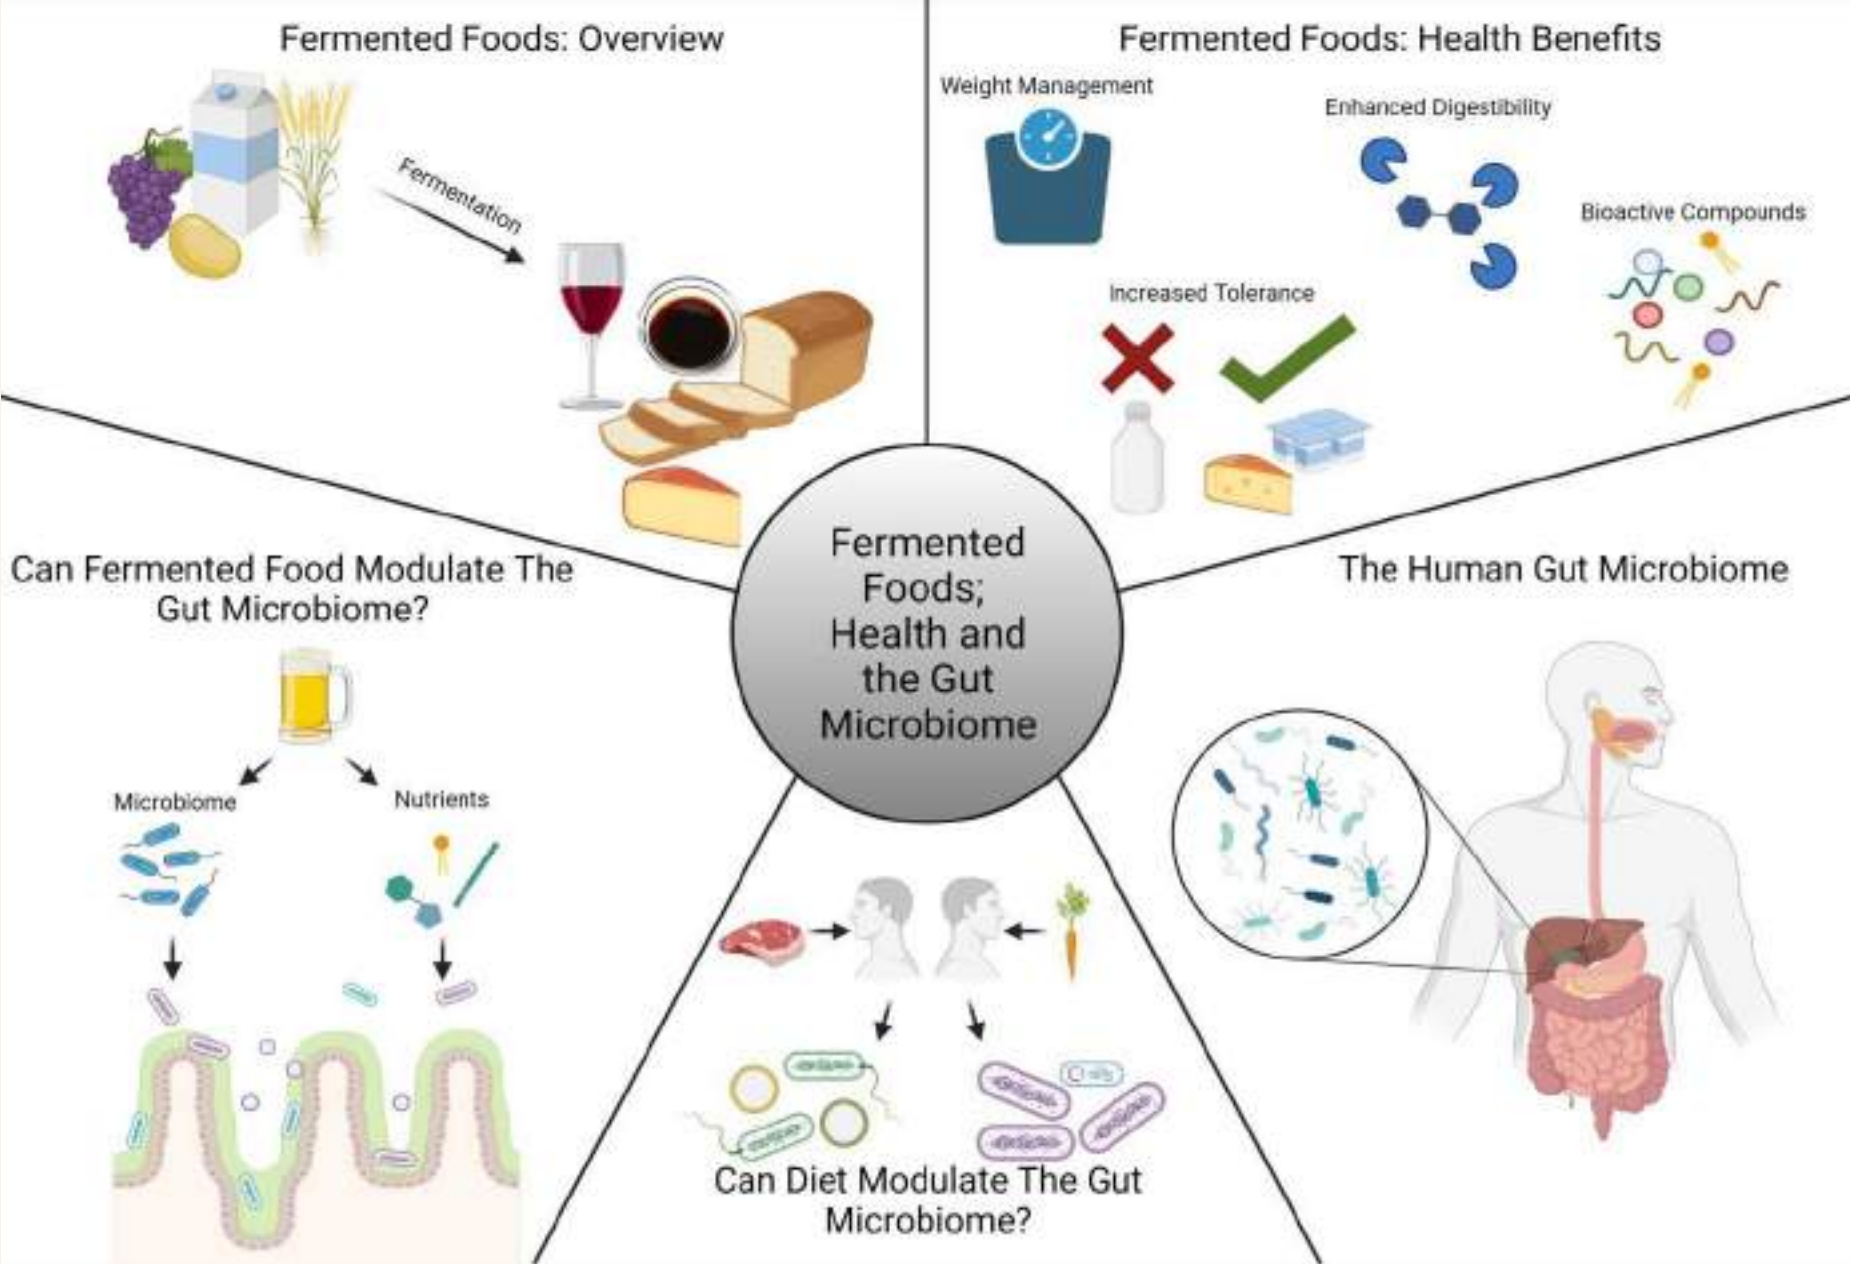 Fermented Foods: Overview
Fermentation
Fermented Foods: Health Benefits
Weight Management
Enhanced Digestibility
Bioactive Compounds
Increased Tolerance
Fermented
Foods;
Health and
the Gut
Microbiome
Can Fermented Food Modulate The
Gut Microbiome?
Microbiome
Nutrients
The Human Gut Microbiome
Can Diet Modulate The Gut
Microbiome?